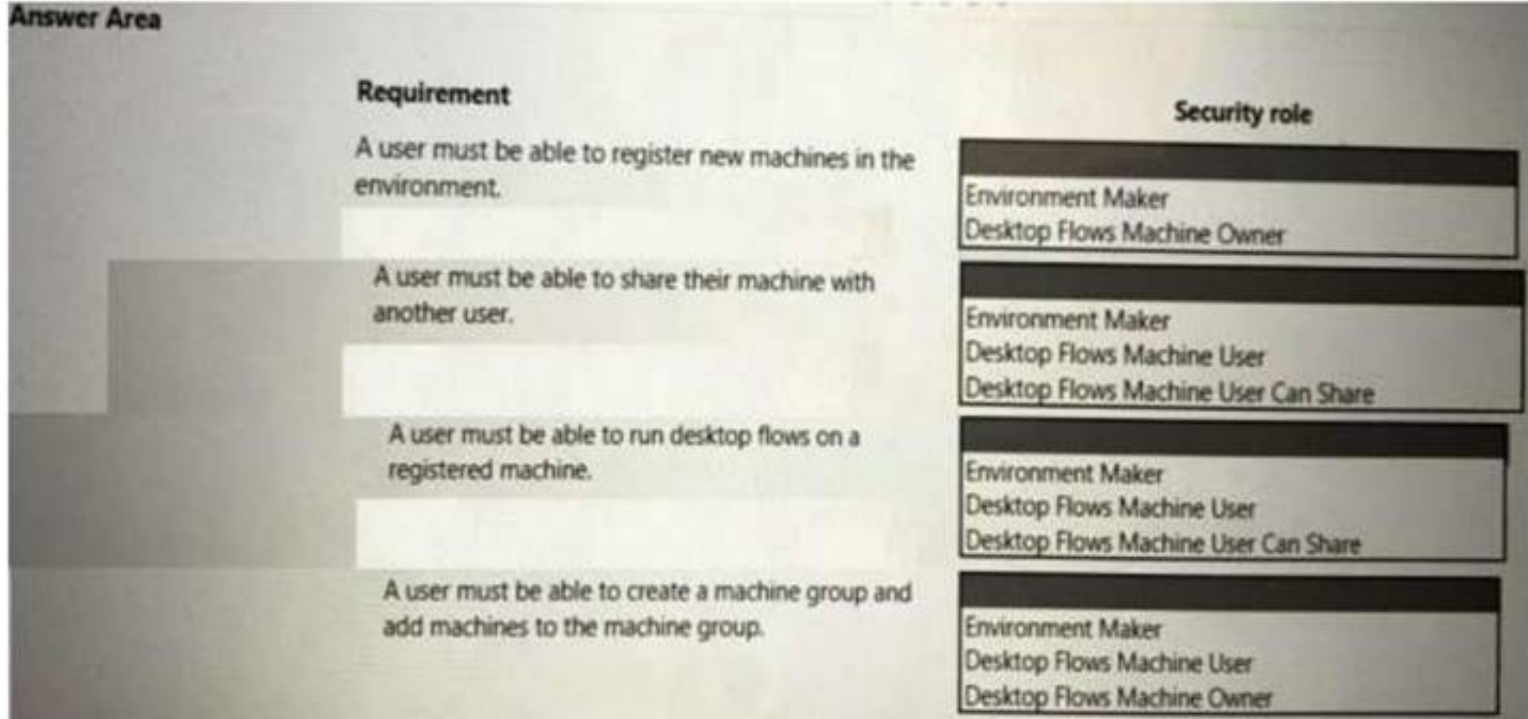 Answer Area
Requirement
Security role
A user must be able to register new machines in the
environment.
Environment Maker
Desktop Flows Machine Owner
A user must be able to share their machine with
another user.
Environment Maker
Desktop Flows Machine User
Desktop Flows Machine User Can Share
A user must be able to run desktop flows on a
registered machine.
Environment Maker
Desktop Flows Machine User
Desktop Flows Machine User Can Share
A user must be able to create a machine group and
add machines to the machine group.
Environment Maker
Desktop Flows Machine User
Desktop Flows Machine Owner